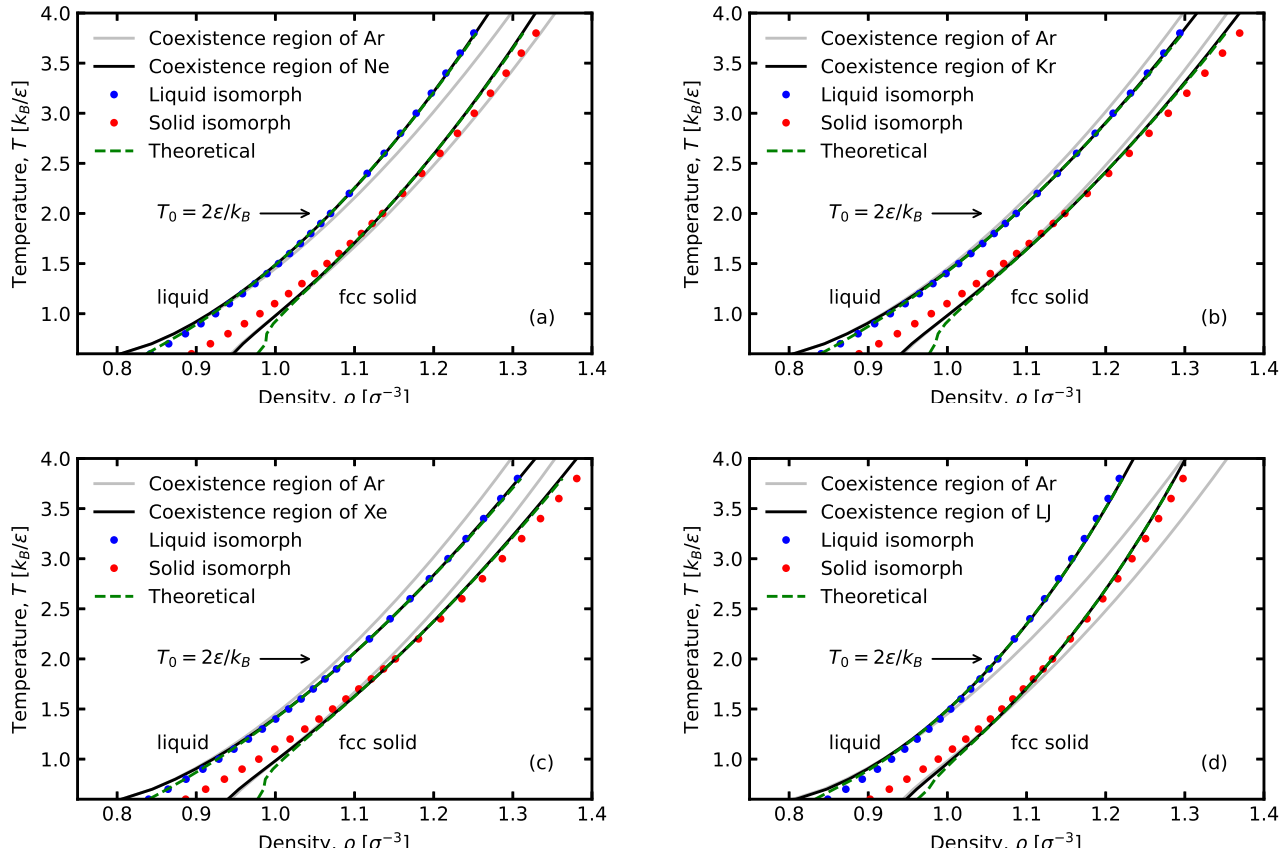 Temperature, T [k_B/ε]
4.0
3.5
3.0
2.5
2.0
1.5
1.0
Coexistence region of Ar
Coexistence region of Ne
Liquid isomorph
Solid isomorph
Theoretical
T₀ = 2ε/k_B
liquid
fcc solid
(a)
0.8 0.9 1.0 1.1 1.2 1.3 1.4
Density, ρ [σ⁻³]
Temperature, T [k_B/ε]
4.0
3.5
3.0
2.5
2.0
1.5
1.0
Coexistence region of Ar
Coexistence region of Kr
Liquid isomorph
Solid isomorph
Theoretical
T₀ = 2ε/k_B
liquid
fcc solid
(b)
0.8 0.9 1.0 1.1 1.2 1.3 1.4
Density, ρ [σ⁻³]
Temperature, T [k_B/ε]
4.0
3.5
3.0
2.5
2.0
1.5
1.0
Coexistence region of Ar
Coexistence region of Xe
Liquid isomorph
Solid isomorph
Theoretical
T₀ = 2ε/k_B
liquid
fcc solid
(c)
0.8 0.9 1.0 1.1 1.2 1.3 1.4
Density, ρ [σ⁻³]
Temperature, T [k_B/ε]
4.0
3.5
3.0
2.5
2.0
1.5
1.0
Coexistence region of Ar
Coexistence region of LJ
Liquid isomorph
Solid isomorph
Theoretical
T₀ = 2ε/k_B
liquid
fcc solid
(d)
0.8 0.9 1.0 1.1 1.2 1.3 1.4
Density, ρ [σ⁻³]